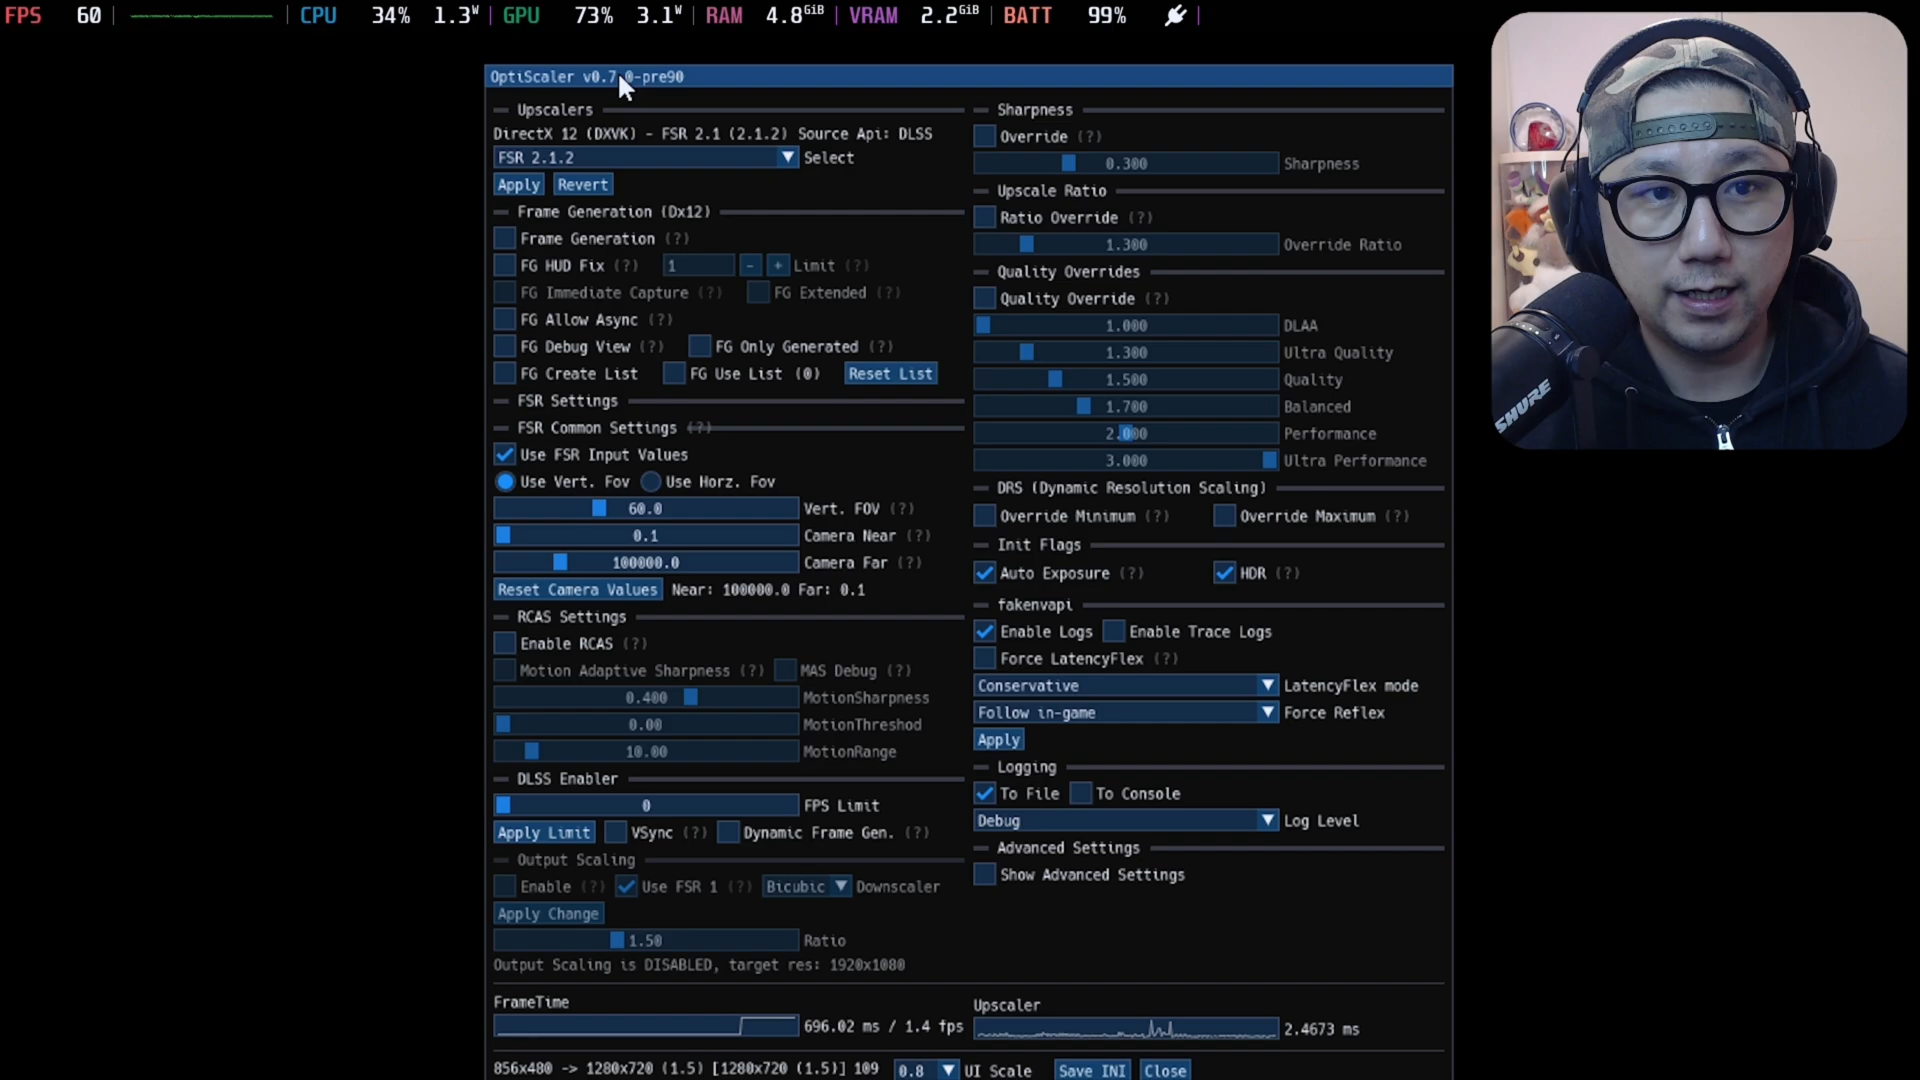 FPS 60 CPU 34% 1.3W GPU 73% 3.1W RAM 4.8GiB VRAM 2.2GiB BATT 99%
OptiScaler v0.7.0-pre90
Upscalers
DirectX 12 (DXVK) - FSR 2.1 (2.1.2) Source Api: DLSS
FSR 2.1.2 Select
Apply Revert
Frame Generation (Dx12)
Frame Generation (?)
FG HUD Fix (?) 1 - + Limit (?)
FG Immediate Capture (?) FG Extended (?)
FG Allow Async (?)
FG Debug View (?) FG Only Generated (?)
FG Create List FG Use List (0) Reset List
FSR Settings
FSR Common Settings (?)
Use FSR Input Values
Use Vert. Fov Use Horz. Fov
60.0 Vert. FOV (?)
0.1 Camera Near (?)
100000.0 Camera Far (?)
Reset Camera Values Near: 100000.0 Far: 0.1
RCAS Settings
Enable RCAS (?)
Motion Adaptive Sharpness (?) MAS Debug (?)
0.400 MotionSharpness
0.00 MotionThreshod
10.00 MotionRange
DLSS Enabler
0 FPS Limit
Apply Limit VSync (?) Dynamic Frame Gen. (?)
Output Scaling
Enable (?) Use FSR 1 (?) Bicubic Downscaler
Apply Change
1.50 Ratio
Output Scaling is DISABLED, target res: 1920x1080
Sharpness
Override (?)
0.300 Sharpness
Upscale Ratio
Ratio Override (?)
1.300 Override Ratio
Quality Overrides
Quality Override (?)
1.000 DLAA
1.300 Ultra Quality
1.500 Quality
1.700 Balanced
2.000 Performance
3.000 Ultra Performance
DRS (Dynamic Resolution Scaling)
Override Minimum (?) Override Maximum (?)
Init Flags
Auto Exposure (?) HDR (?)
fakenvapi
Enable Logs Enable Trace Logs
Force LatencyFlex (?)
Conservative LatencyFlex mode
Follow in-game Force Reflex
Apply
Logging
To File To Console
Debug Log Level
Advanced Settings
Show Advanced Settings
FrameTime
696.02 ms / 1.4 fps
Upscaler
2.4673 ms
856x480 -> 1280x720 (1.5) [1280x720 (1.5)] 109 0.8 UI Scale Save INI Close
SHURE